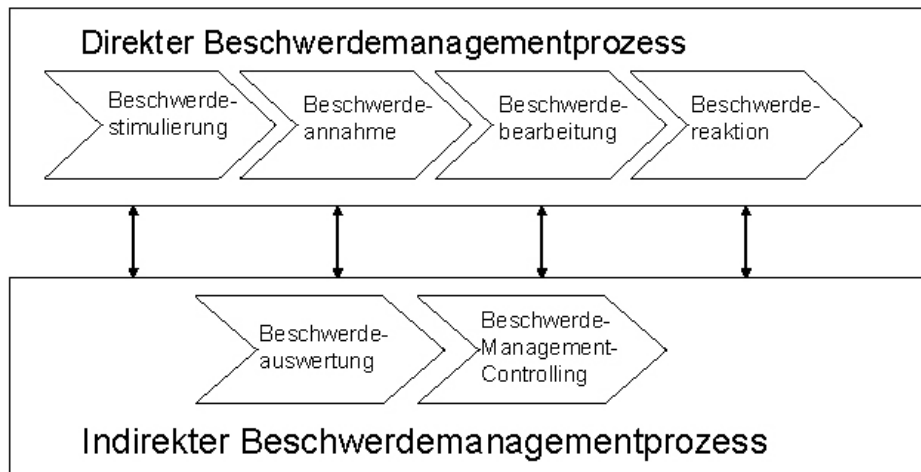 Direkter Beschwerdemanagementprozess
Beschwerde-
stimulierung
Beschwerde-
annahme
Beschwerde-
bearbeitung
Beschwerde-
reaktion
Beschwerde-
auswertung
Beschwerde-
Management-
Controlling
Indirekter Beschwerdemanagementprozess